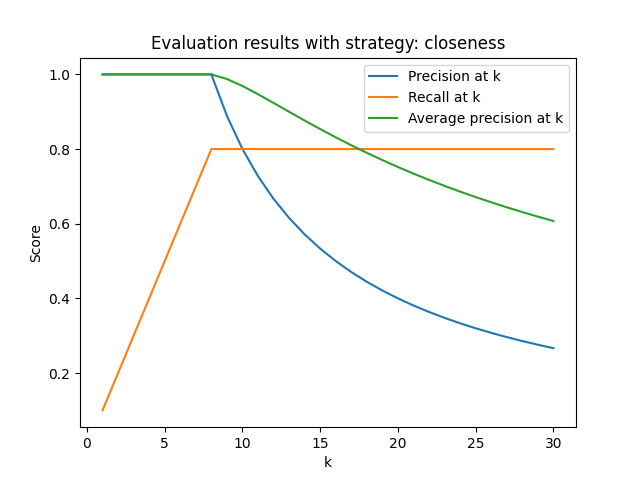 Evaluation results with strategy: closeness
Precision at k
Recall at k
Average precision at k
1.0
0.8
0.6
0.4
0.2
Score
0 5 10 15 20 25 30
k